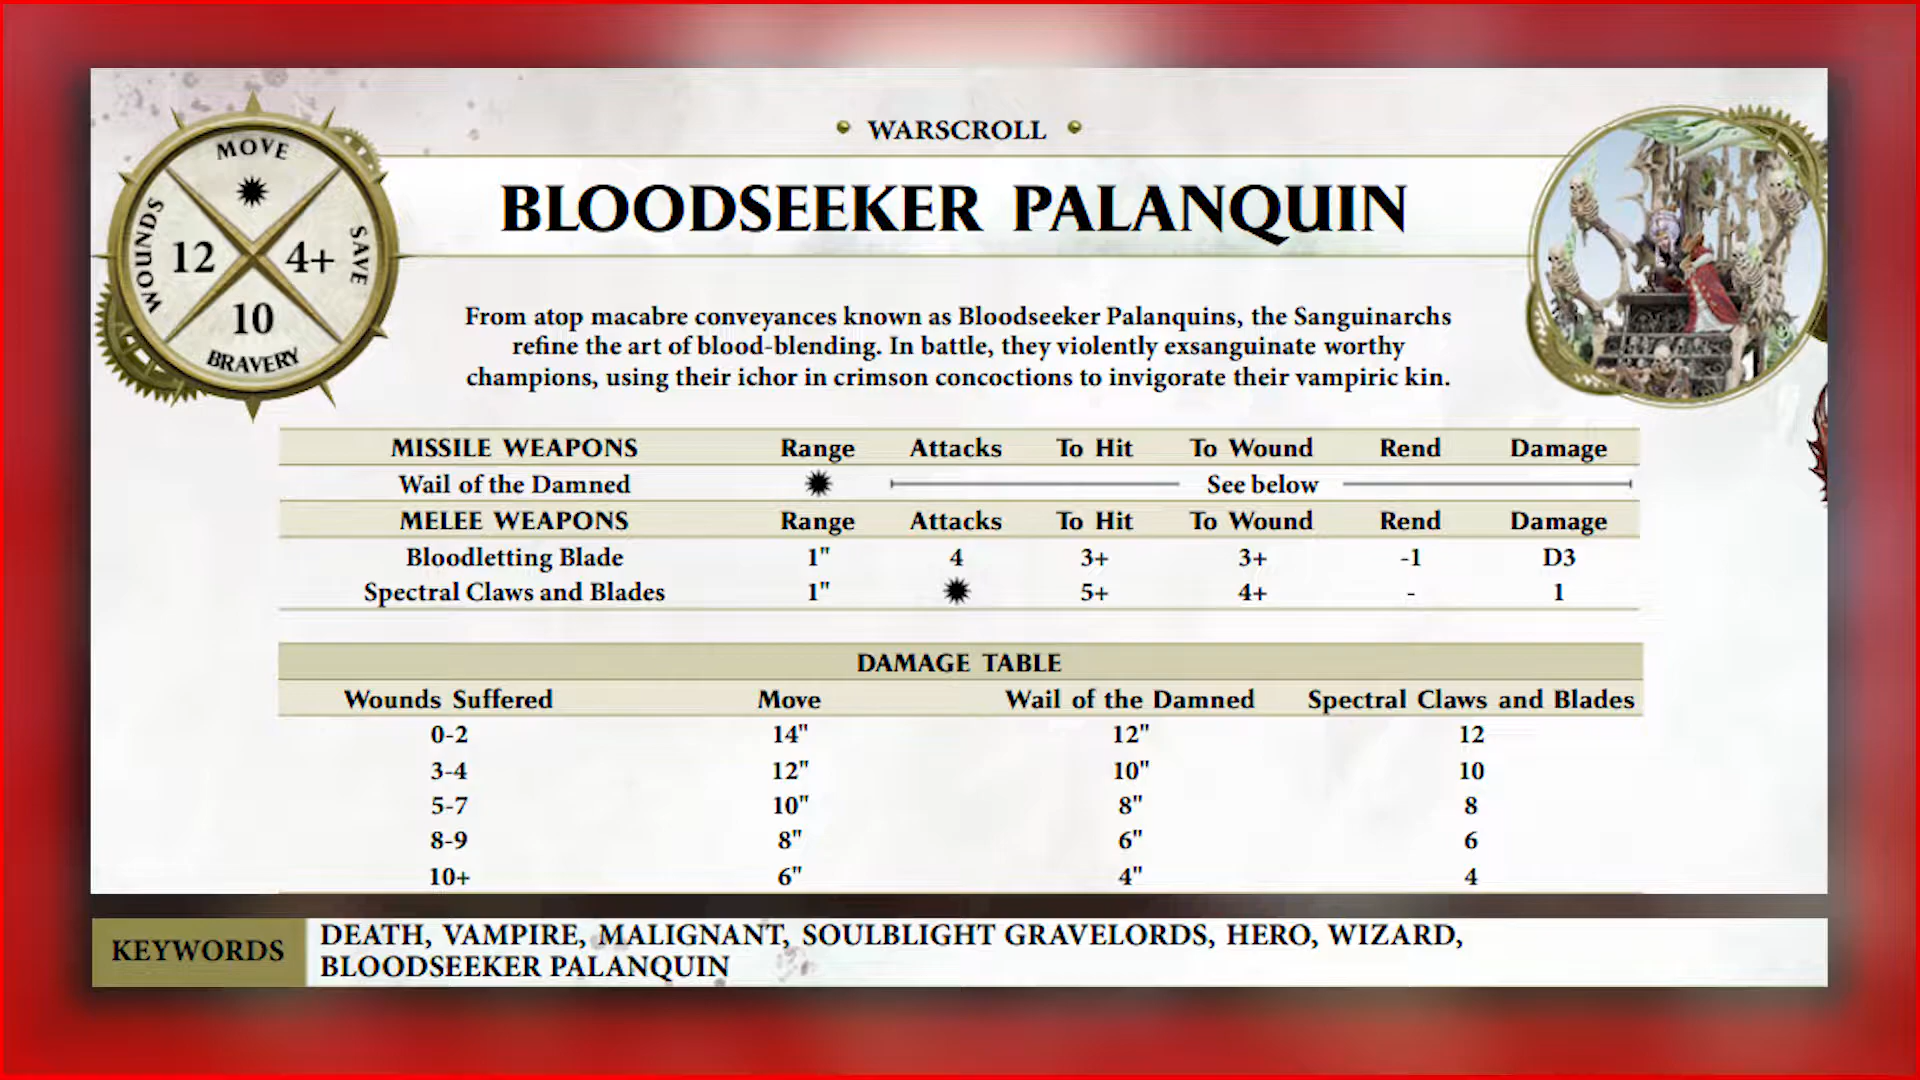 WARSCROLL
BLOODSEEKER PALANQUIN
MOVE
WOUNDS 12 4+ SAVE
10
BRAVERY
From atop macabre conveyances known as Bloodseeker Palanquins, the Sanguinarchs
refine the art of blood-blending. In battle, they violently exsanguinate worthy
champions, using their ichor in crimson concoctions to invigorate their vampiric kin.
MISSILE WEAPONS Range Attacks To Hit To Wound Rend Damage
Wail of the Damned See below
MELEE WEAPONS Range Attacks To Hit To Wound Rend Damage
Bloodletting Blade 1" 4 3+ 3+ -1 D3
Spectral Claws and Blades 1" 5+ 4+ - 1
DAMAGE TABLE
Wounds Suffered Move Wail of the Damned Spectral Claws and Blades
0-2 14" 12" 12
3-4 12" 10" 10
5-7 10" 8" 8
8-9 8" 6" 6
10+ 6" 4" 4
KEYWORDS DEATH, VAMPIRE, MALIGNANT, SOULBLIGHT GRAVELORDS, HERO, WIZARD,
BLOODSEEKER PALANQUIN